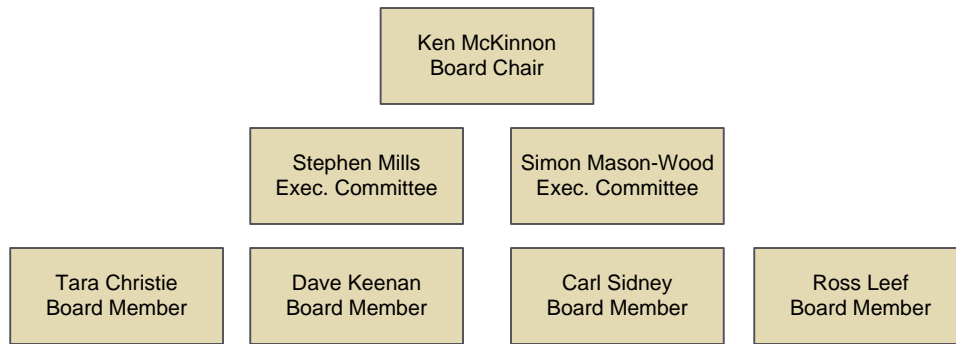 Ken McKinnon
Board Chair
Stephen Mills
Exec. Committee
Simon Mason-Wood
Exec. Committee
Tara Christie
Board Member
Dave Keenan
Board Member
Carl Sidney
Board Member
Ross Leef
Board Member